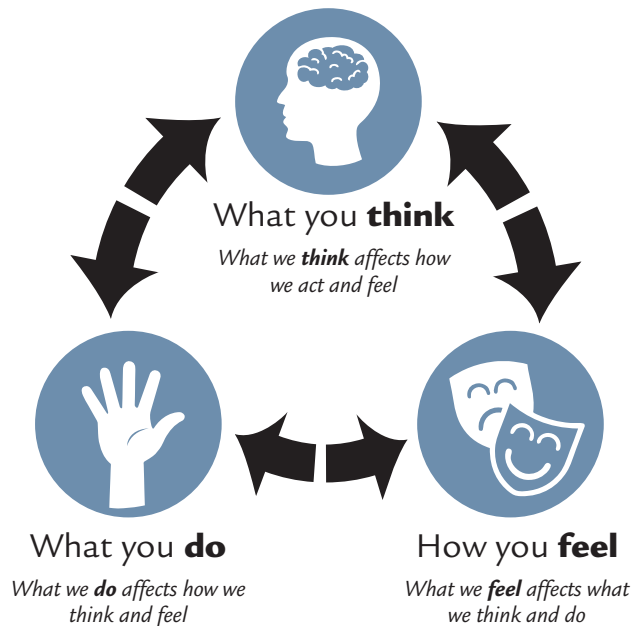 What you think
What we think affects how
we act and feel
What you do
What we do affects how we
think and feel
How you feel
What we feel affects what
we think and do